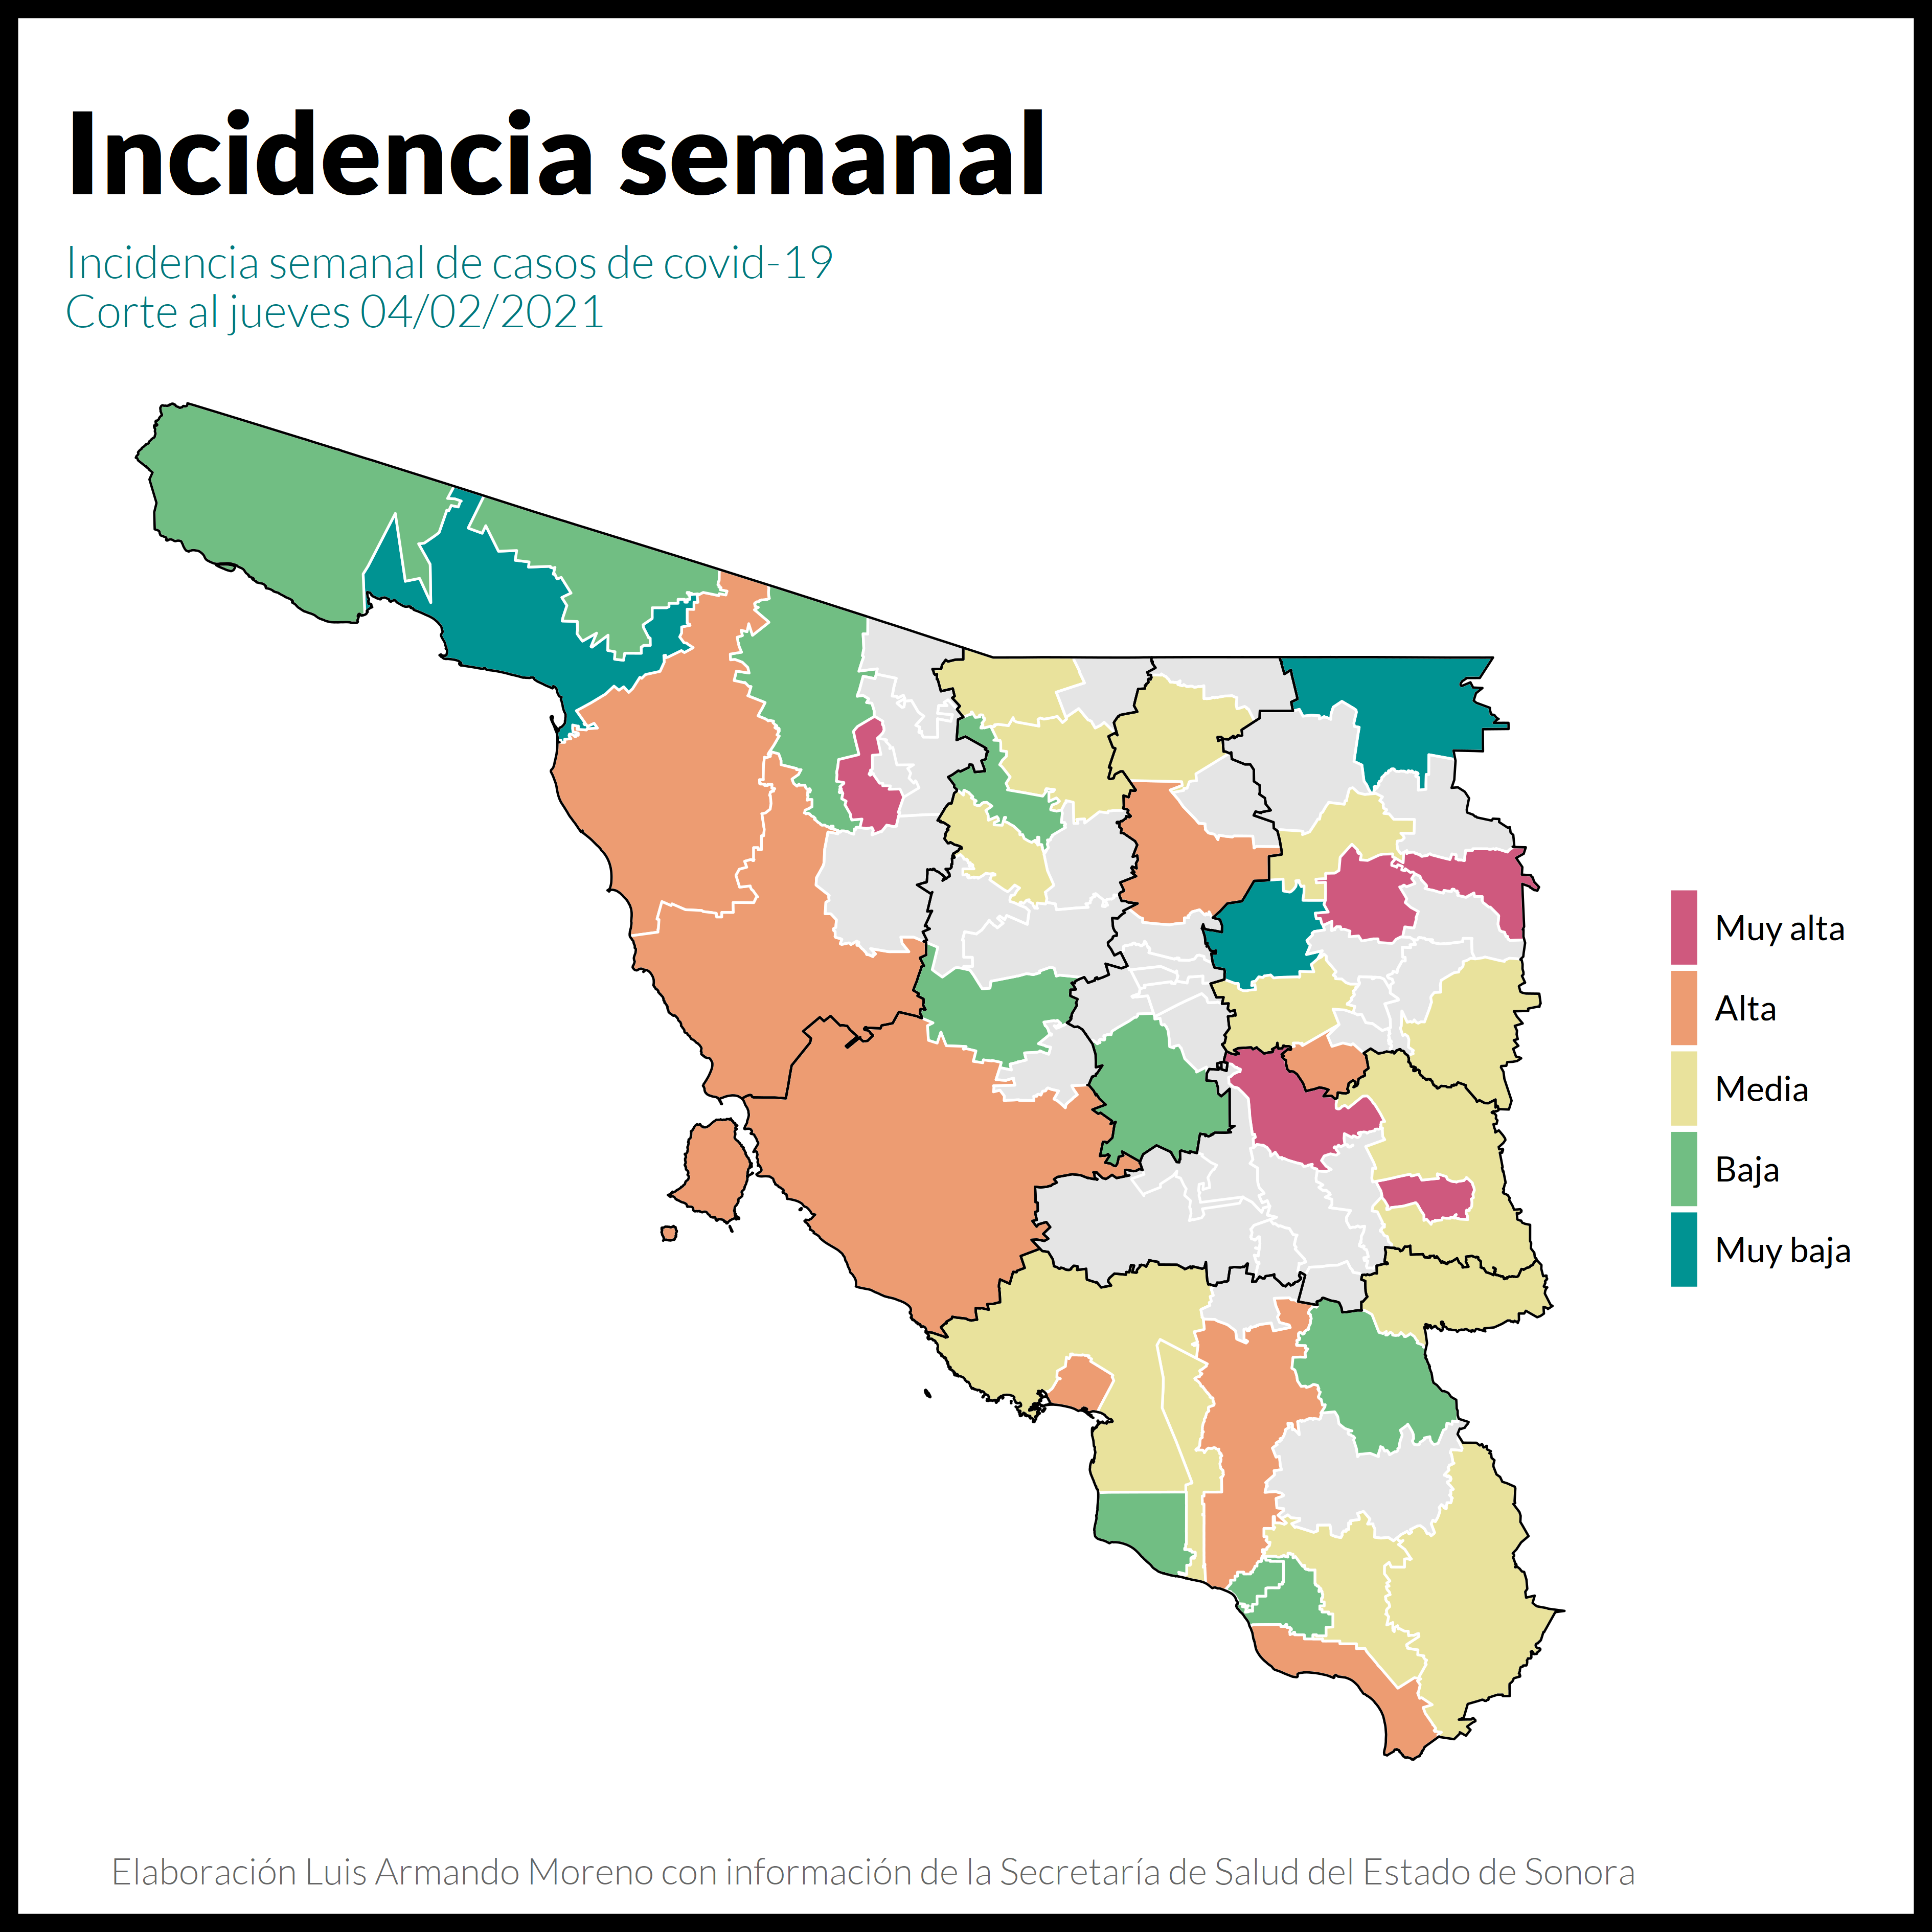 Incidencia semanal
Incidencia semanal de casos de covid-19
Corte al jueves 04/02/2021
Muy alta
Alta
Media
Baja
Muy baja
Elaboración Luis Armando Moreno con información de la Secretaría de Salud del Estado de Sonora